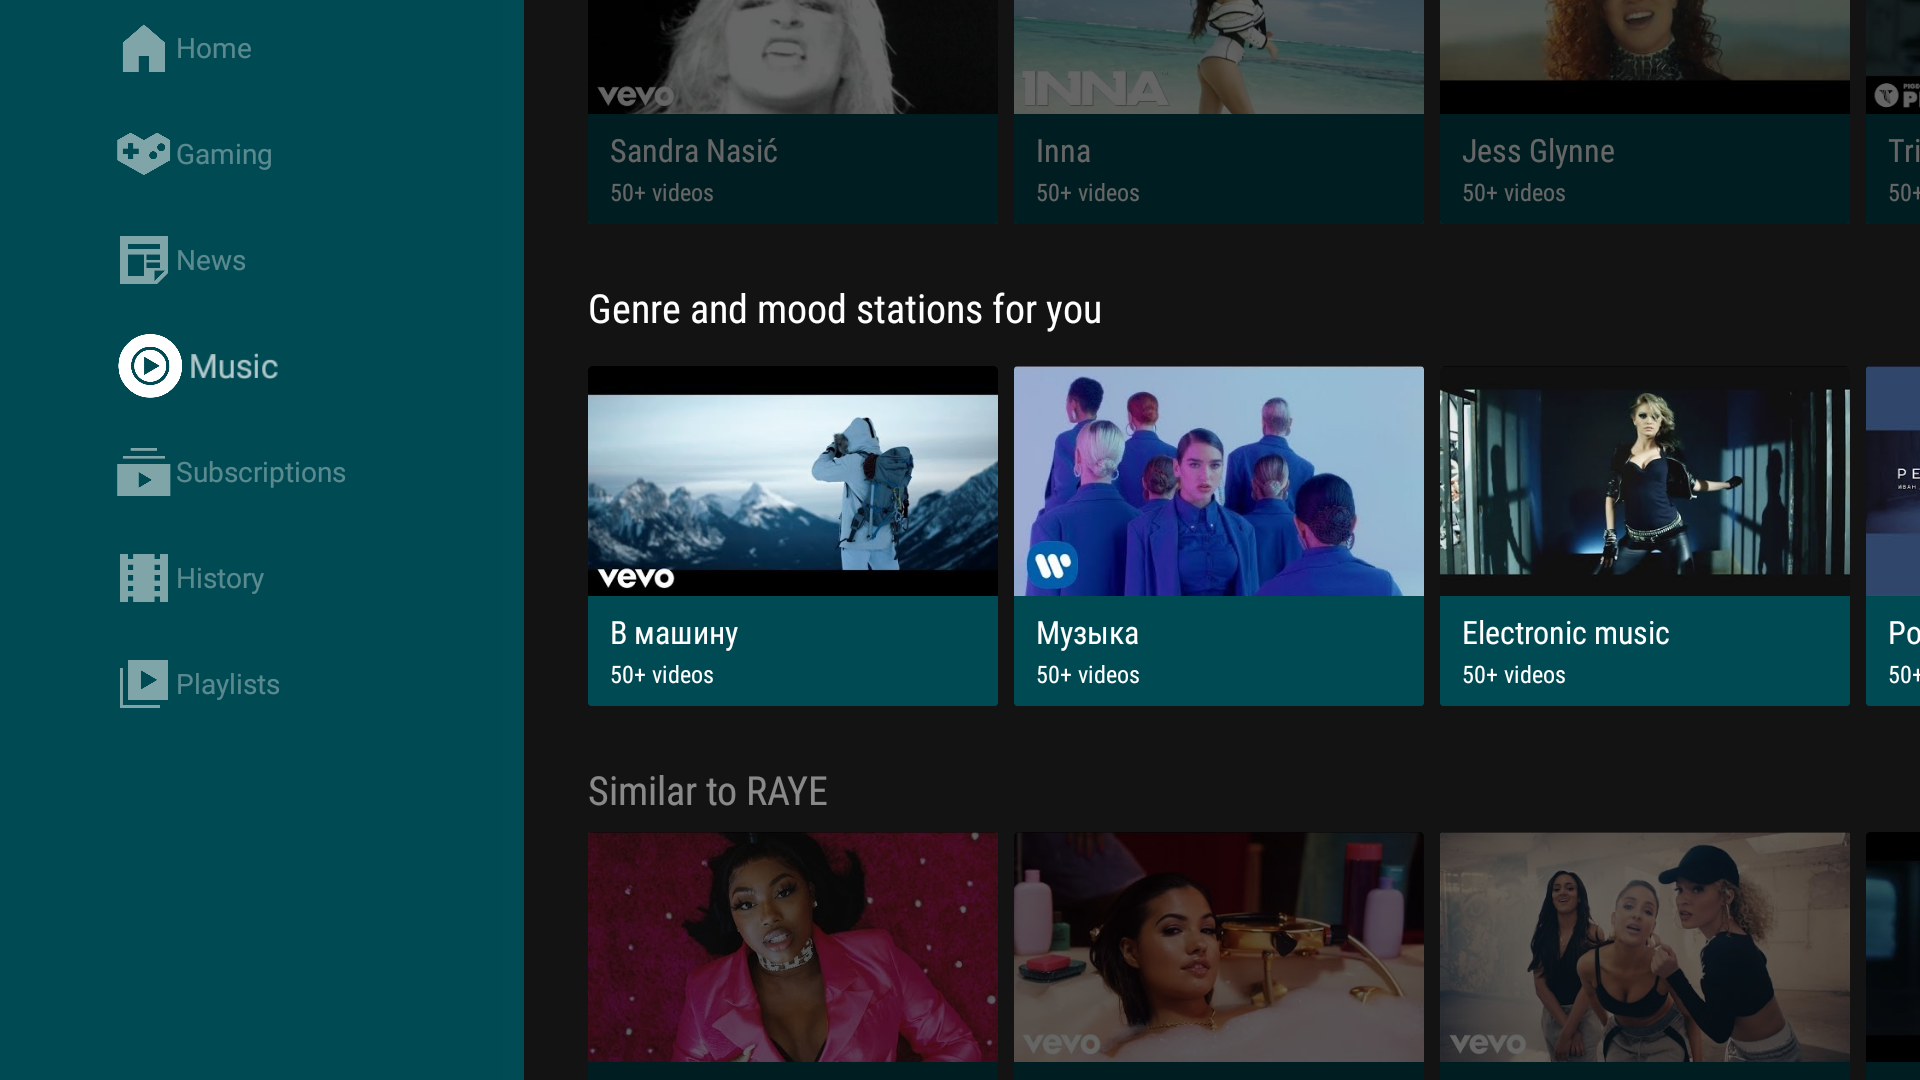 Home
Gaming
News
Music
Subscriptions
History
Playlists
vevo
INNA
Sandra Nasić
50+ videos
Inna
50+ videos
Jess Glynne
50+ videos
Tri
50+
Genre and mood stations for you
vevo
В машину
50+ videos
Музыка
50+ videos
Electronic music
50+ videos
Po
50+
Similar to RAYE
vevo
vevo